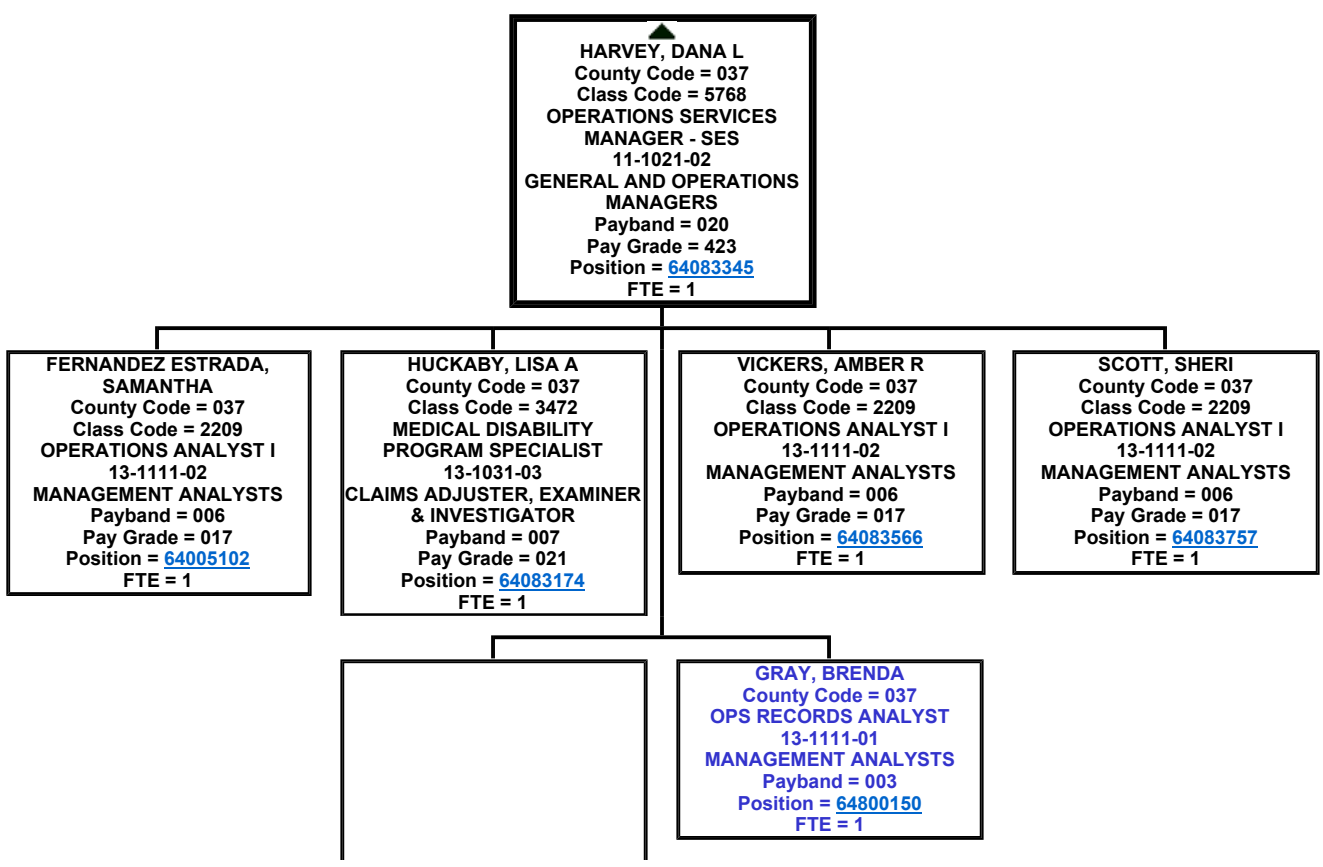 HARVEY, DANA L
County Code = 037
Class Code = 5768
OPERATIONS SERVICES
MANAGER - SES
11-1021-02
GENERAL AND OPERATIONS
MANAGERS
Payband = 020
Pay Grade = 423
Position = 64083345
FTE = 1
FERNANDEZ ESTRADA,
SAMANTHA
County Code = 037
Class Code = 2209
OPERATIONS ANALYST I
13-1111-02
MANAGEMENT ANALYSTS
Payband = 006
Pay Grade = 017
Position = 64005102
FTE = 1
HUCKABY, LISA A
County Code = 037
Class Code = 3472
MEDICAL DISABILITY
PROGRAM SPECIALIST
13-1031-03
CLAIMS ADJUSTER, EXAMINER
& INVESTIGATOR
Payband = 007
Pay Grade = 021
Position = 64083174
FTE = 1
VICKERS, AMBER R
County Code = 037
Class Code = 2209
OPERATIONS ANALYST I
13-1111-02
MANAGEMENT ANALYSTS
Payband = 006
Pay Grade = 017
Position = 64083566
FTE = 1
SCOTT, SHERI
County Code = 037
Class Code = 2209
OPERATIONS ANALYST I
13-1111-02
MANAGEMENT ANALYSTS
Payband = 006
Pay Grade = 017
Position = 64083757
FTE = 1
GRAY, BRENDA
County Code = 037
OPS RECORDS ANALYST
13-1111-01
MANAGEMENT ANALYSTS
Payband = 003
Position = 64800150
FTE = 1